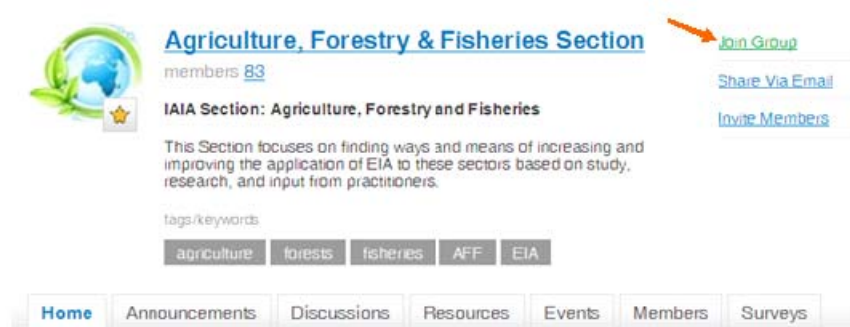 Agriculture, Forestry & Fisheries Section
Join Group
members 83
Share Via Email
IAIA Section: Agriculture, Forestry and Fisheries
Invite Members
This Section focuses on finding ways and means of increasing and
improving the application of EIA to these sectors based on study,
research, and input from practitioners.
tags/keywords
agriculture forests fisheries AFF EIA
Home Announcements Discussions Resources Events Members Surveys